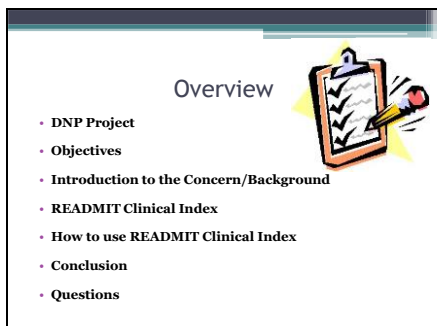 Overview
• DNP Project
• Objectives
• Introduction to the Concern/Background
• READMIT Clinical Index
• How to use READMIT Clinical Index
• Conclusion
• Questions